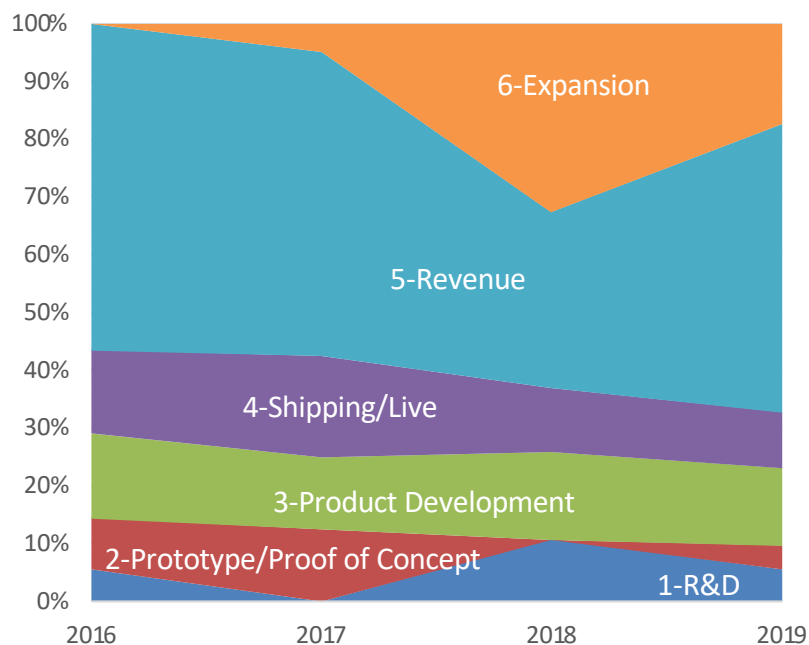 100%
90%
80%
70%
60%
50%
40%
30%
20%
10%
0%
6-Expansion
5-Revenue
4-Shipping/Live
3-Product Development
2-Prototype/Proof of Concept
1-R&D
2016 2017 2018 2019